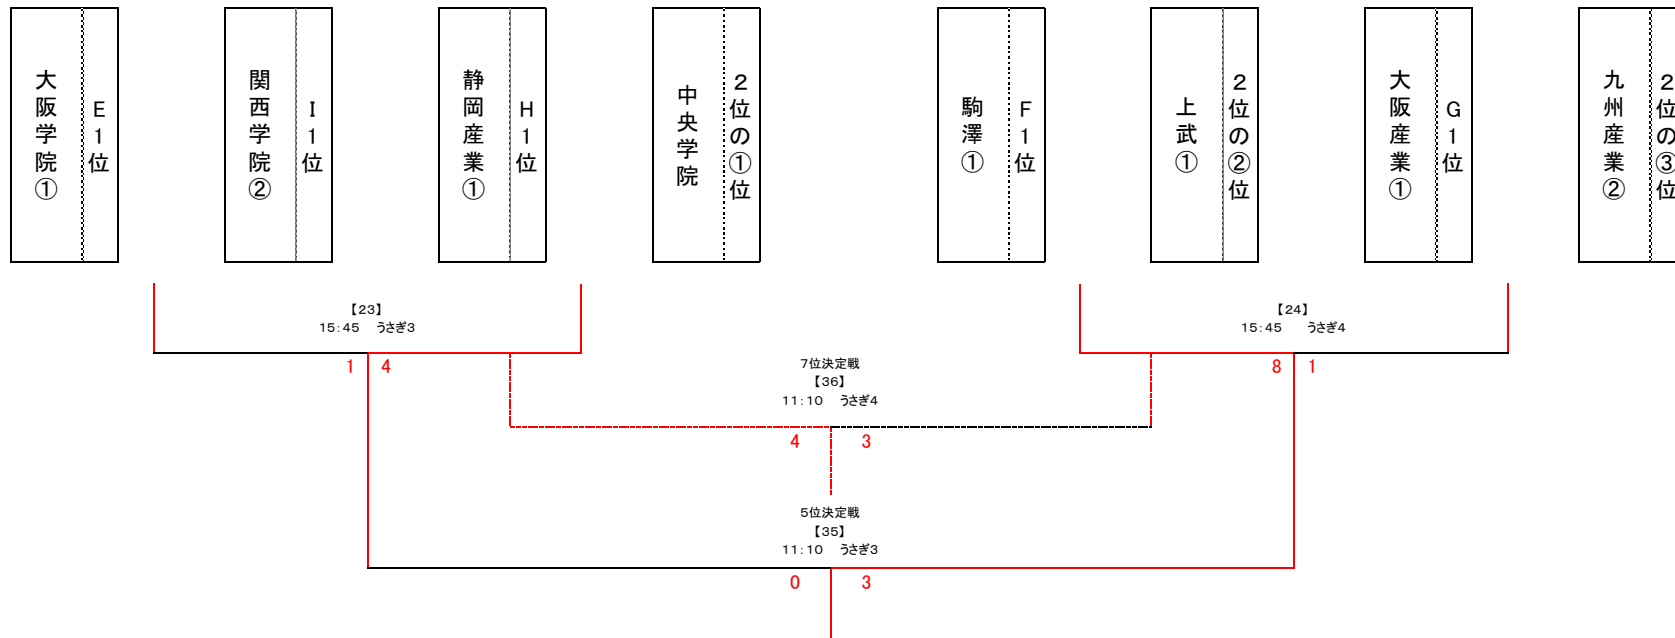 大阪学院①
E1位
関西学院②
I1位
静岡産業①
H1位
中央学院
2位の①位
駒澤①
F1位
上武①
2位の②位
大阪産業①
G1位
九州産業②
2位の③位
【23】
15:45 うさぎ3
1 4
【24】
15:45 うさぎ4
8 1
7位決定戦
【36】
11:10 うさぎ4
4 3
5位決定戦
【35】
11:10 うさぎ3
0 3